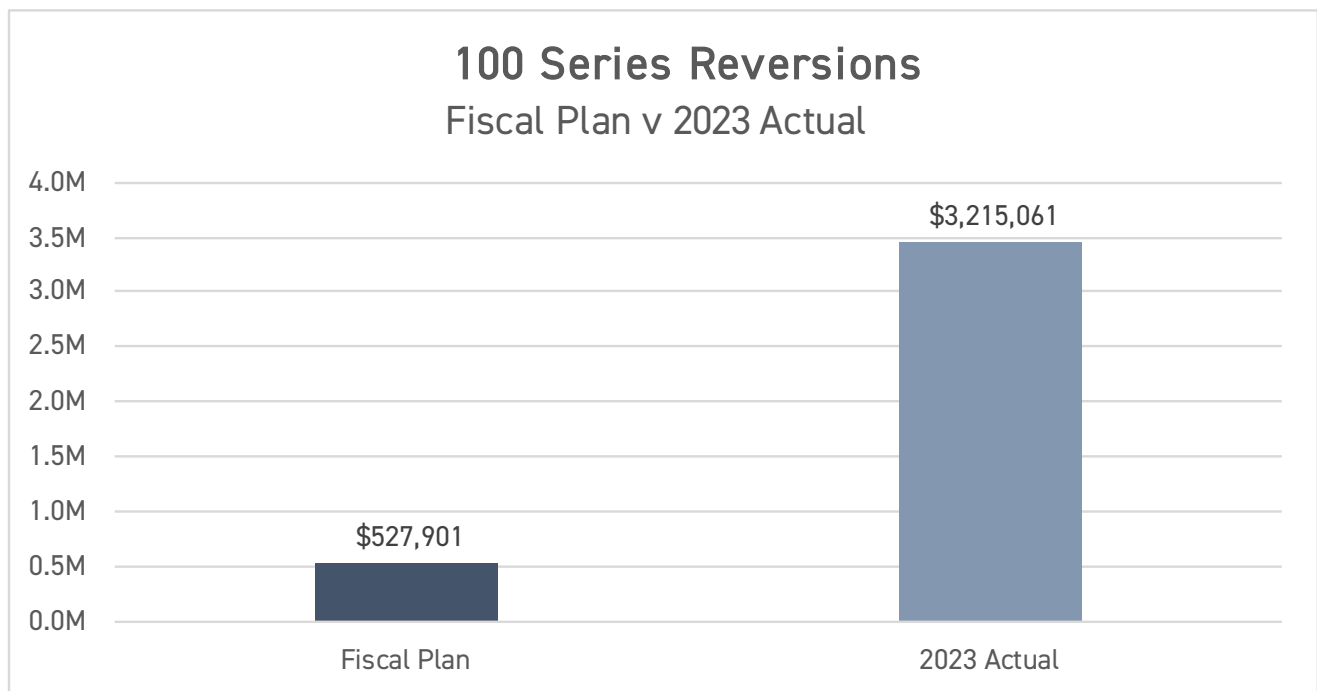 100 Series Reversions
Fiscal Plan v 2023 Actual
4.0M
$3,215,061
3.5M
3.0M
2.5M
2.0M
1.5M
1.0M
$527,901
0.5M
0.0M
Fiscal Plan
2023 Actual